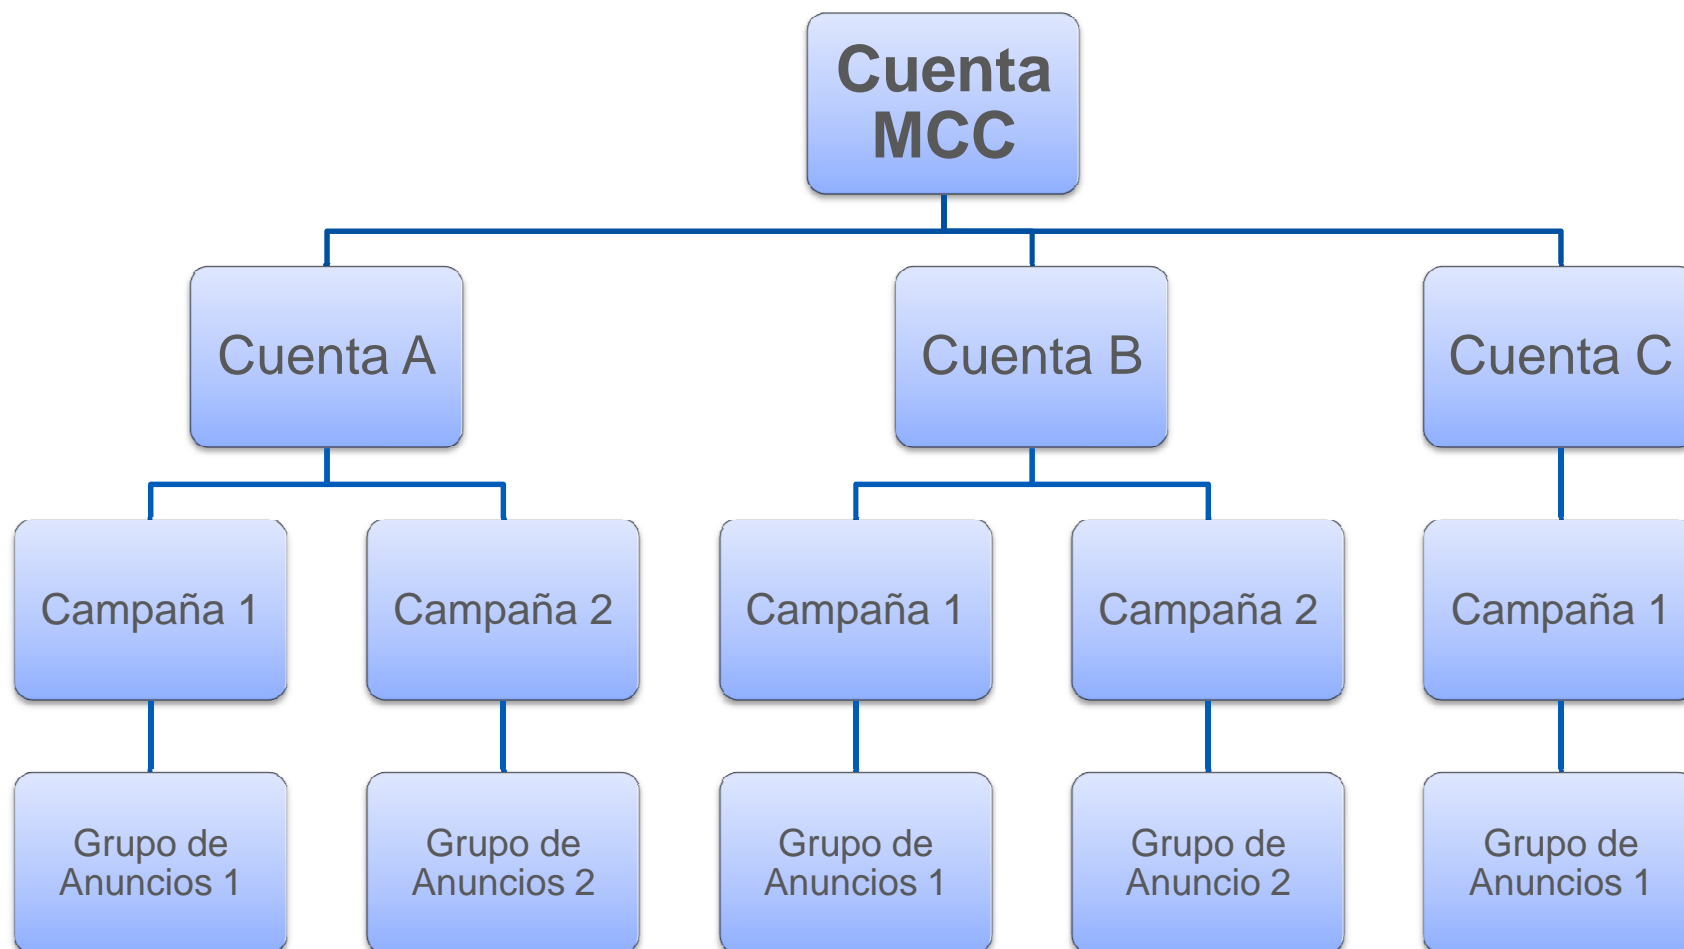 Cuenta
MCC
Cuenta A
Cuenta B
Cuenta C
Campaña 1
Campaña 2
Campaña 1
Campaña 2
Campaña 1
Grupo de
Anuncios 1
Grupo de
Anuncios 2
Grupo de
Anuncios 1
Grupo de
Anuncio 2
Grupo de
Anuncios 1